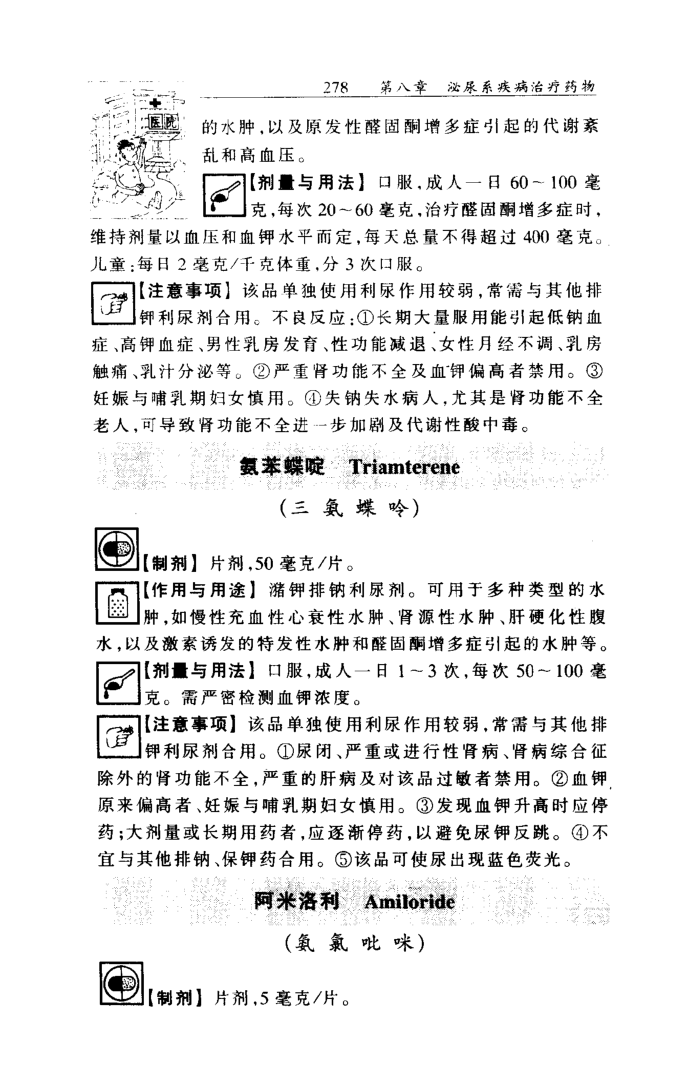 278 第八章 泌尿系疾病治疗药物
医院
的水肿,以及原发性醛固酮增多症引起的代谢紊
乱和高血压。
【剂量与用法】 口服,成人一日 60~100 毫
克,每次 20~60 毫克,治疗醛固酮增多症时,
维持剂量以血压和血钾水平而定,每天总量不得超过 400 毫克。
儿童:每日 2 毫克/千克体重,分 3 次口服。
【注意事项】 该品单独使用利尿作用较弱,常需与其他排
钾利尿剂合用。不良反应:①长期大量服用能引起低钠血
症、高钾血症、男性乳房发育、性功能减退、女性月经不调、乳房
触痛、乳汁分泌等。②严重肾功能不全及血钾偏高者禁用。③
妊娠与哺乳期妇女慎用。④失钠失水病人,尤其是肾功能不全
老人,可导致肾功能不全进一步加剧及代谢性酸中毒。
氨苯蝶啶 Triamterene
(三氨蝶呤)
【制剂】 片剂,50 毫克/片。
【作用与用途】 潴钾排钠利尿剂。可用于多种类型的水
肿,如慢性充血性心衰性水肿、肾源性水肿、肝硬化性腹
水,以及激素诱发的特发性水肿和醛固酮增多症引起的水肿等。
【剂量与用法】 口服,成人一日 1~3 次,每次 50~100 毫
克。需严密检测血钾浓度。
【注意事项】 该品单独使用利尿作用较弱,常需与其他排
钾利尿剂合用。①尿闭、严重或进行性肾病、肾病综合征
除外的肾功能不全,严重的肝病及对该品过敏者禁用。②血钾
原来偏高者、妊娠与哺乳期妇女慎用。③发现血钾升高时应停
药;大剂量或长期用药者,应逐渐停药,以避免尿钾反跳。④不
宜与其他排钠、保钾药合用。⑤该品可使尿出现蓝色荧光。
阿米洛利 Amiloride
(氨氯吡咪)
【制剂】 片剂,5 毫克/片。